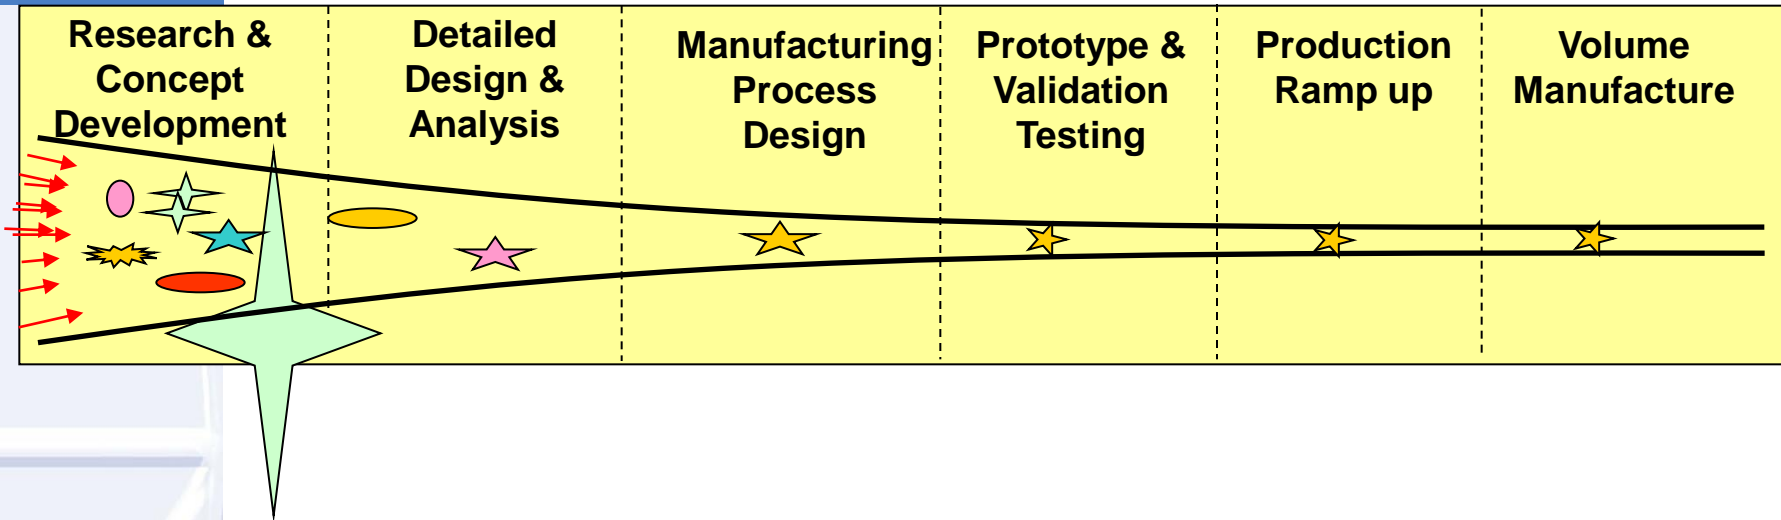 Research &
Concept
Development
Detailed
Design &
Analysis
Manufacturing
Process
Design
Prototype &
Validation
Testing
Production
Ramp up
Volume
Manufacture